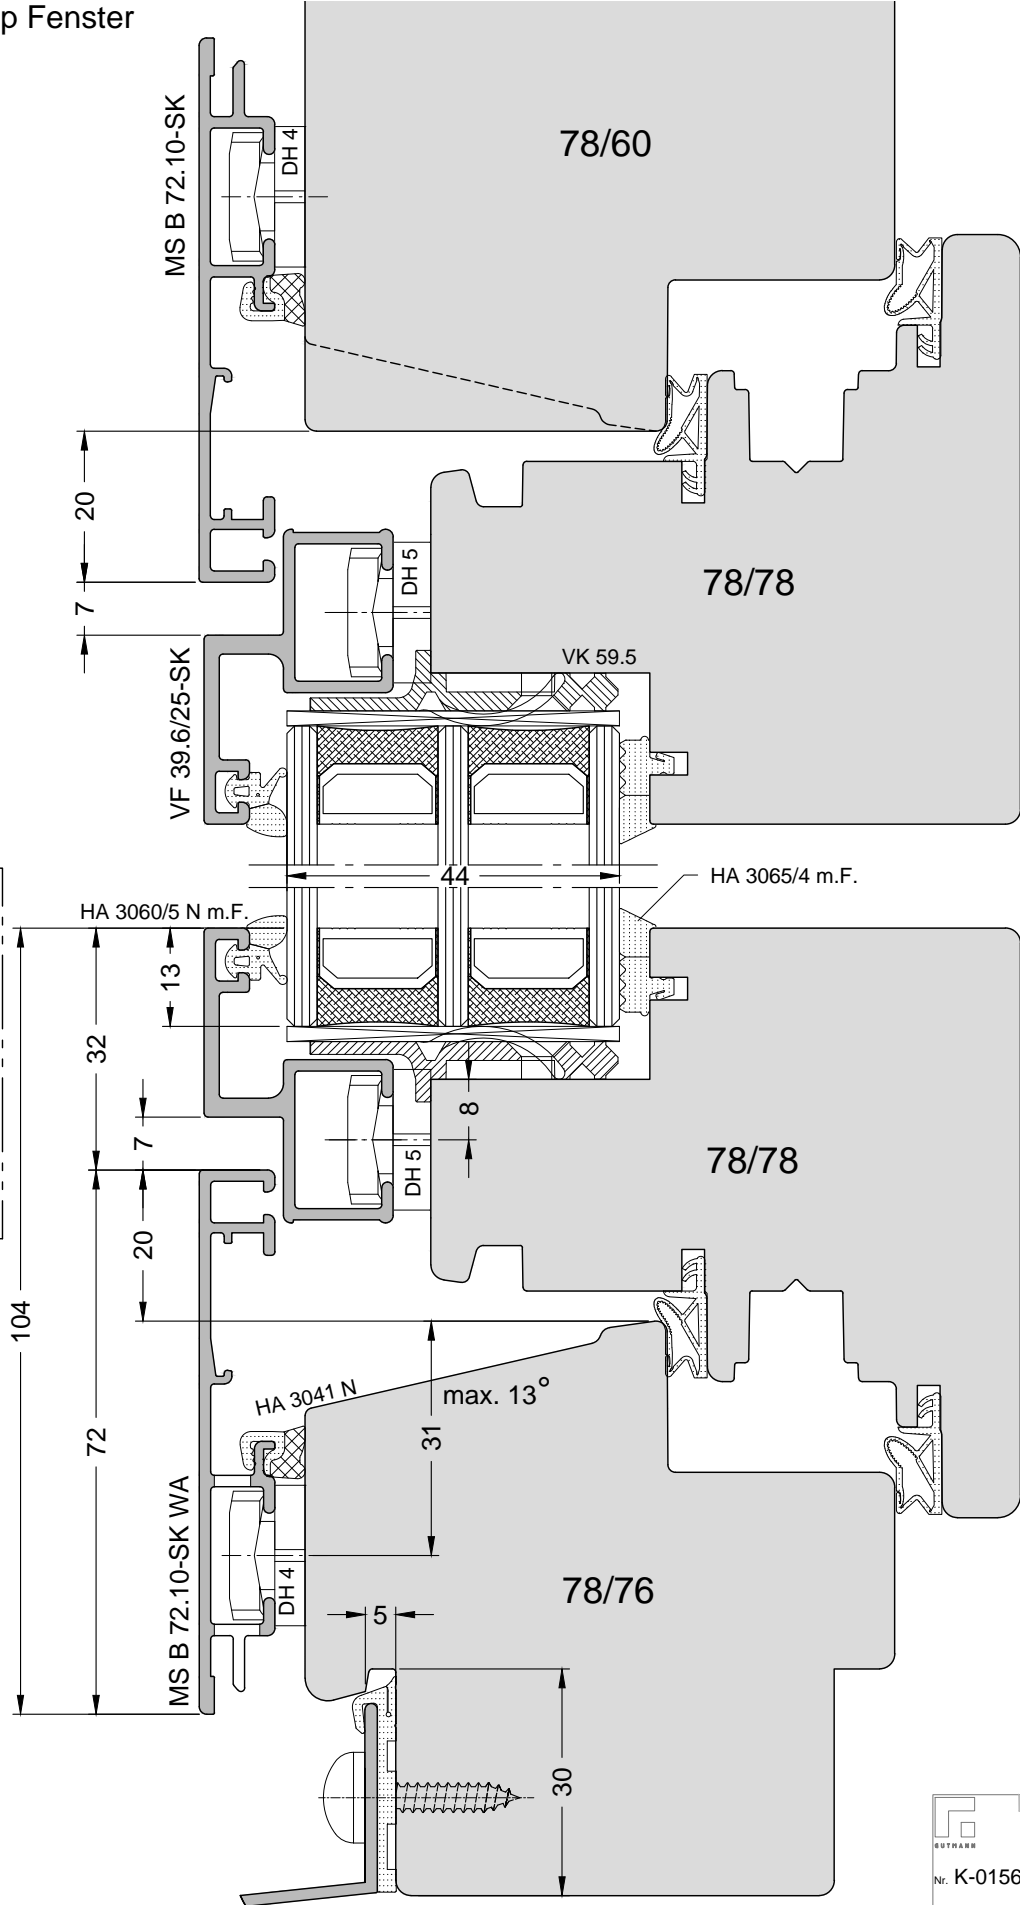 p Fenster
78/60
MS B 72.10-SK
DH 4
20
7
DH 5
78/78
VK 59.5
VF 39.6/25-SK
44
HA 3065/4 m.F.
HA 3060/5 N m.F.
13
32
8
7
DH 5
78/78
20
104
31
max. 13°
HA 3041 N
72
MS B 72.10-SK WA
DH 4
78/76
5
30
GUTMANN
Nr. K-0156